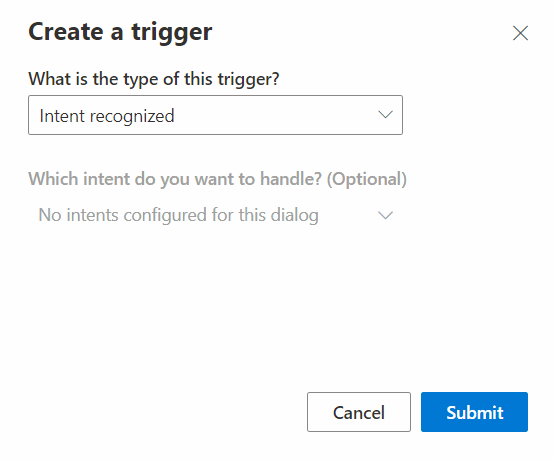 Create a trigger
What is the type of this trigger?
Intent recognized
Which intent do you want to handle? (Optional)
No intents configured for this dialog
Cancel
Submit